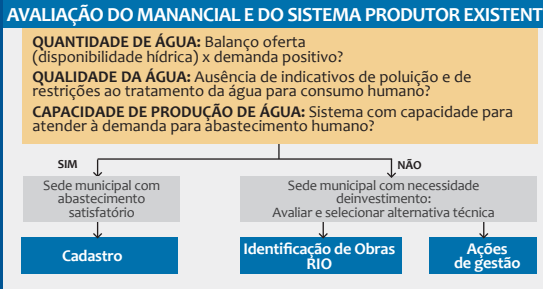 AVALIAÇÃO DO MANANCIAL E DO SISTEMA PRODUTOR EXISTENT
QUANTIDADE DE ÁGUA: Balanço oferta
(disponibilidade hídrica) x demanda positivo?
QUALIDADE DA ÁGUA: Ausência de indicativos de poluição e de
restrições ao tratamento da água para consumo humano?
CAPACIDADE DE PRODUÇÃO DE ÁGUA: Sistema com capacidade para
atender à demanda para abastecimento humano?
SIM
NÃO
Sede municipal com
abastecimento
satisfatório
Sede municipal com necessidade
deinvestimento:
Avaliar e selecionar alternativa técnica
Cadastro
Identificação de Obras
RIO
Ações
de gestão